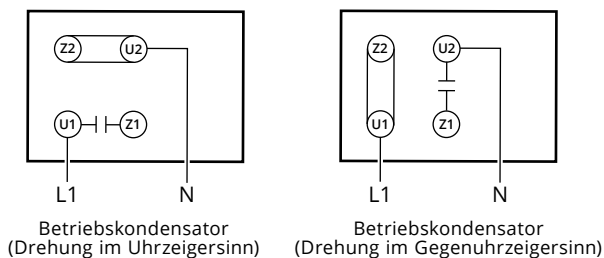 Z2 U2 Z2 U2
U1 Z1 U1 Z1
L1 N L1 N
Betriebskondensator
(Drehung im Uhrzeigersinn)
Betriebskondensator
(Drehung im Gegenuhrzeigersinn)